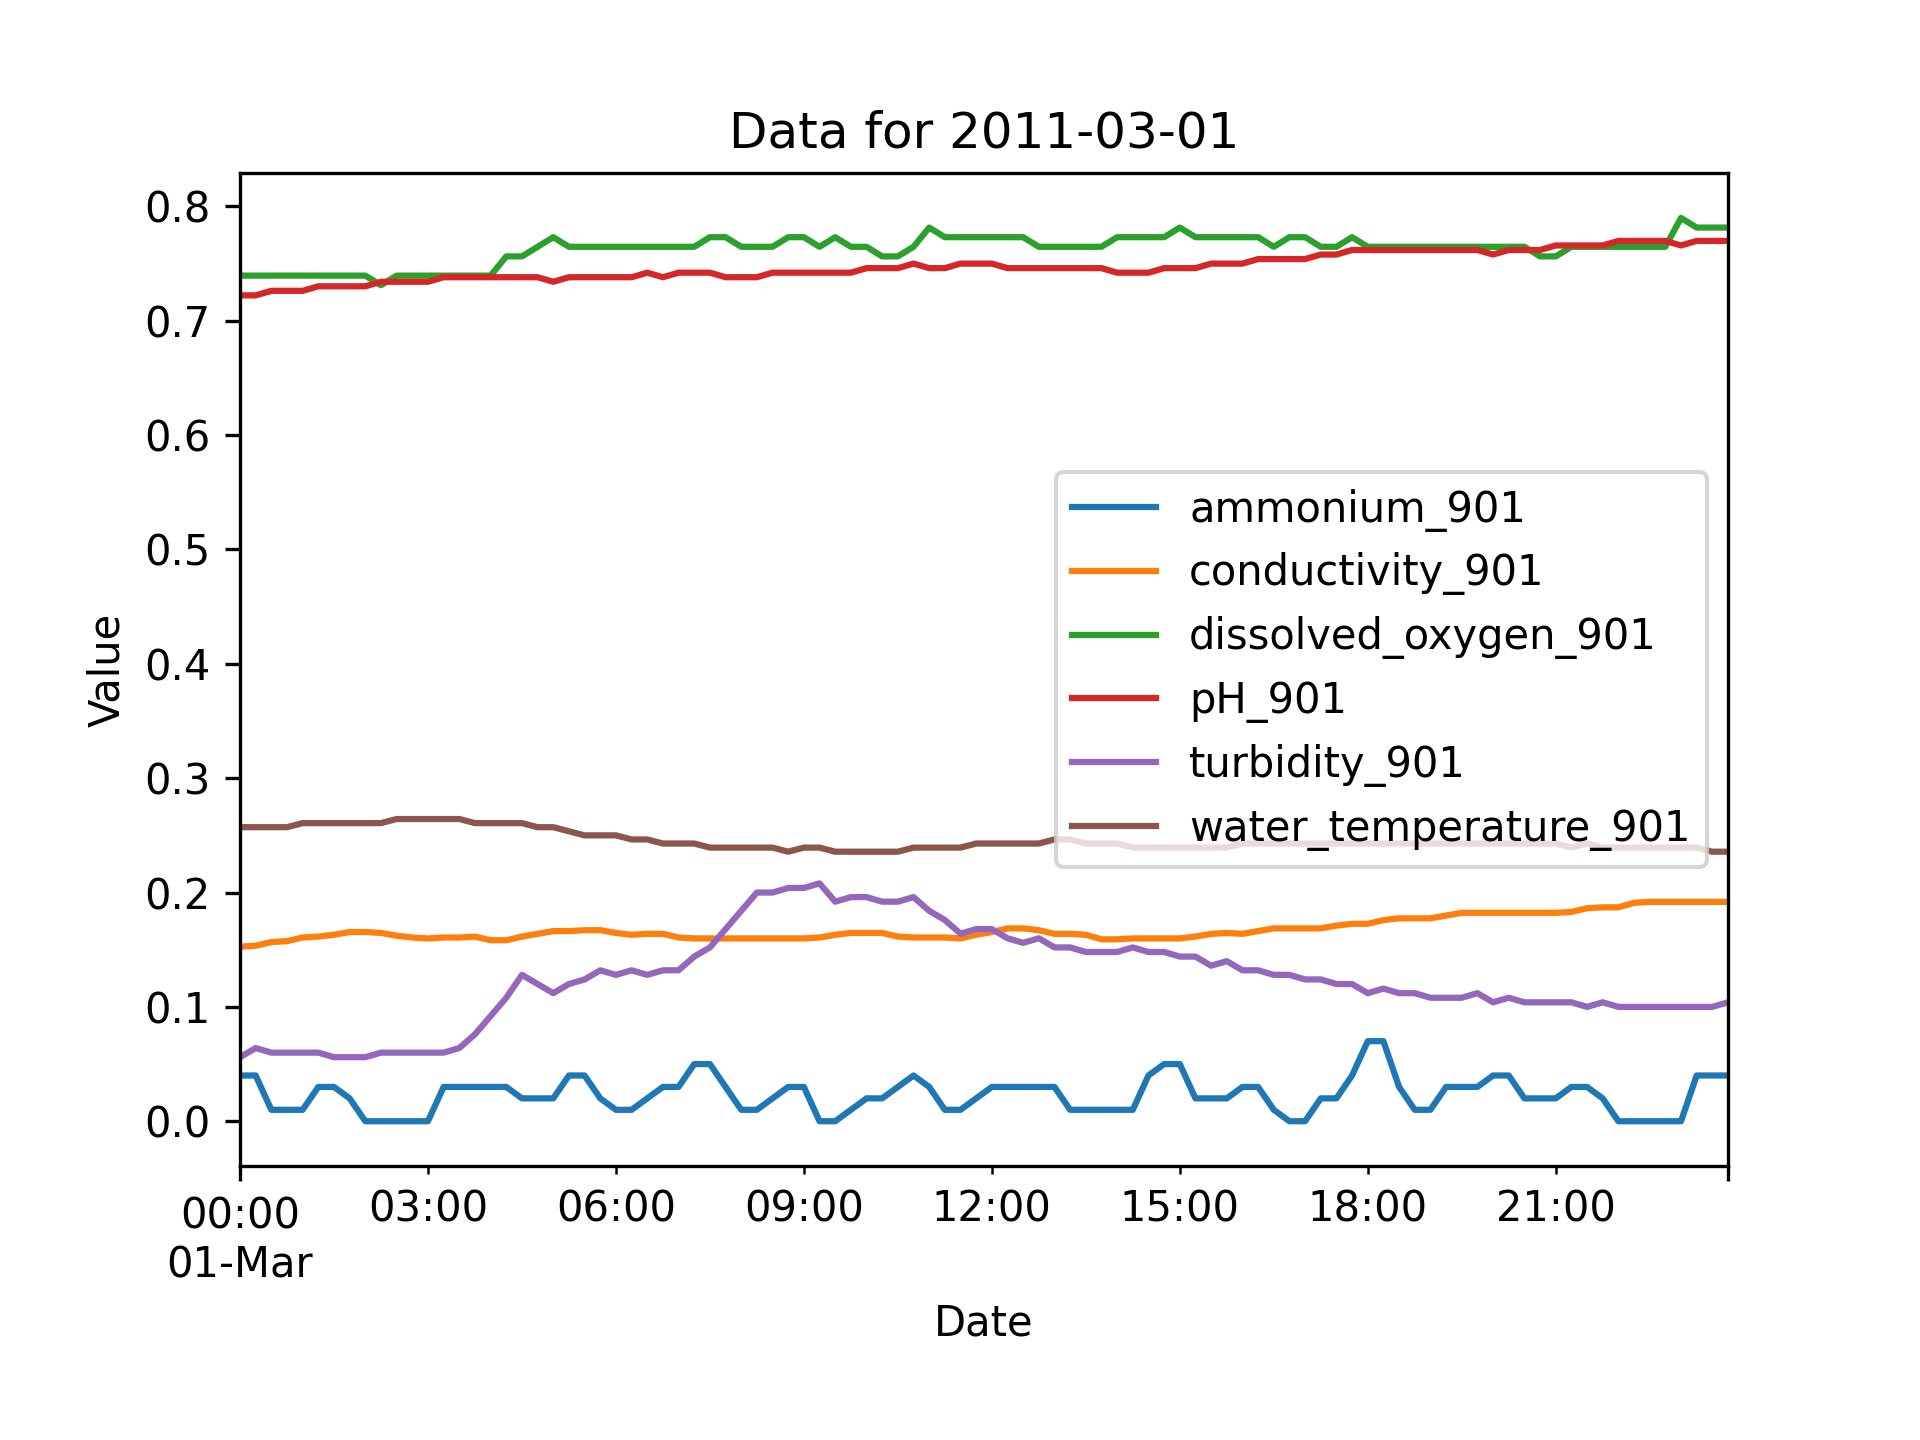 Data for 2011-03-01
0.8
0.7
0.6
0.5
0.4
0.3
0.2
0.1
0.0
Value
ammonium_901
conductivity_901
dissolved_oxygen_901
pH_901
turbidity_901
water_temperature_901
00:00 03:00 06:00 09:00 12:00 15:00 18:00 21:00
01-Mar
Date